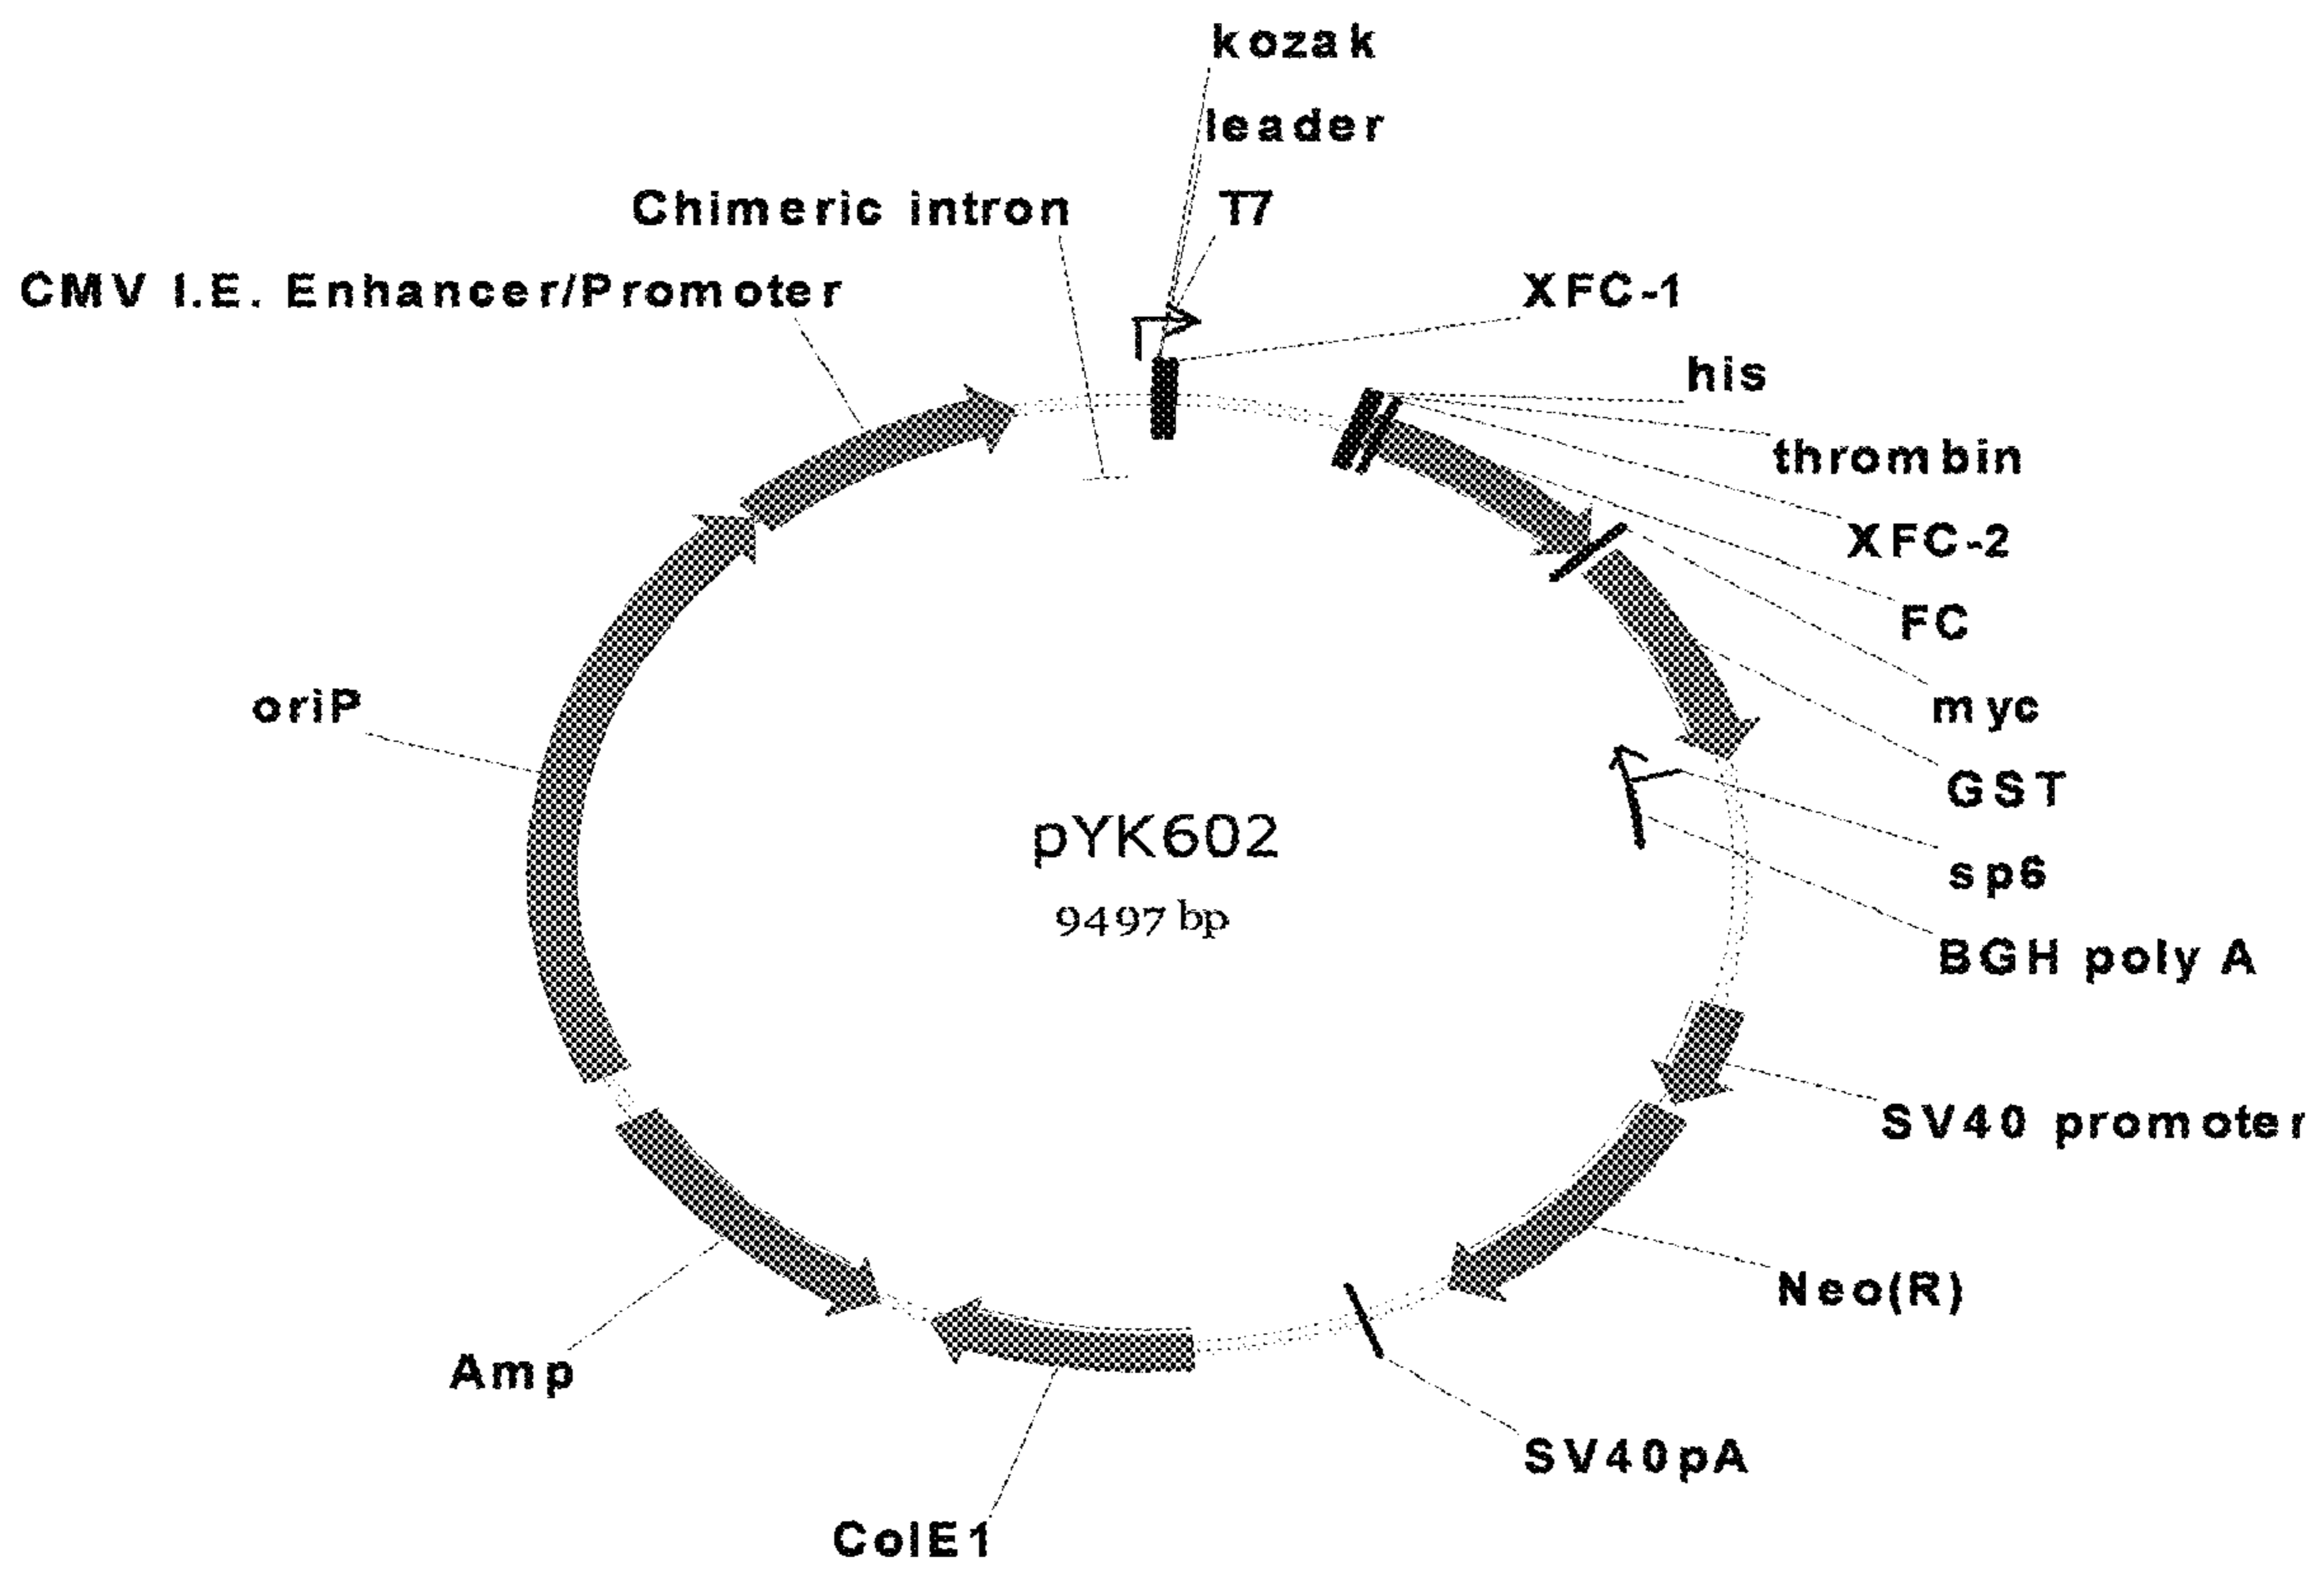 kozak
leader
Chimeric intron
T7
CMV I.E. Enhancer/Promoter
XFC-1
his
thrombin
XFC-2
FC
oriP
myc
GST
pYK602
sp6
9497 bp
BGH poly A
SV40 promoter
Neo(R)
Amp
SV40pA
ColE1